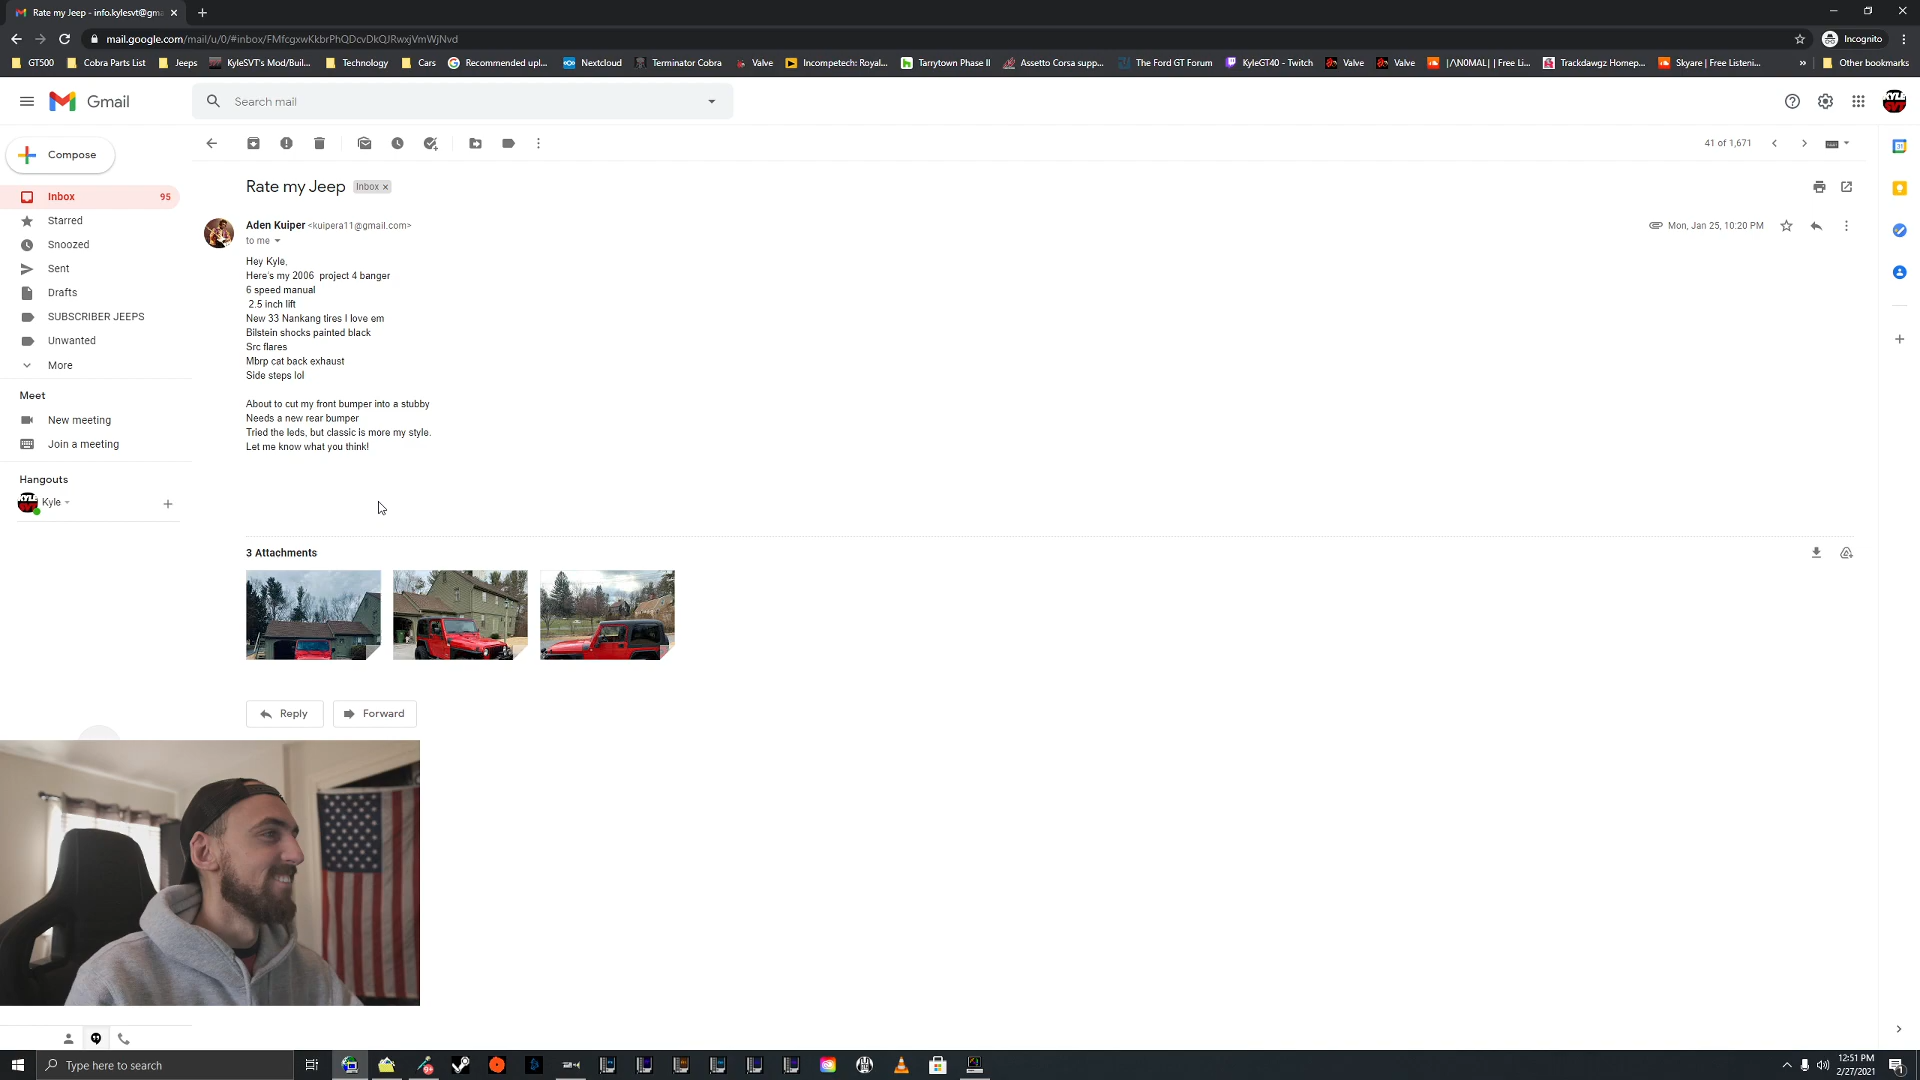 Rate my Jeep - info.kylesvt@gm
mail.google.com/mail/u/0/#inbox/FMfcgxwKkbrPhQDcvDkQJRwxjVmWjNvd
Incognito
GT500
Cobra Parts List
Jeeps
KyleSVT's Mod/Buil...
Technology
Cars
Recommended upl...
Nextcloud
Terminator Cobra
Valve
Incompetech: Royal...
Tarrytown Phase II
Assetto Corsa supp...
The Ford GT Forum
KyleGT40 - Twitch
Valve
Valve
|/\N0MAL| | Free Li...
Trackdawgz Homep...
Skyare | Free Listeni...
»
Other bookmarks
Gmail
Search mail
Compose
41 of 1,671
Inbox 95
Starred
Snoozed
Sent
Drafts
SUBSCRIBER JEEPS
Unwanted
More
Meet
New meeting
Join a meeting
Hangouts
Kyle
Rate my Jeep Inbox x
Aden Kuiper <kuipera11@gmail.com>
Mon, Jan 25, 10:20 PM
to me
Hey Kyle,
Here's my 2006 project 4 banger
6 speed manual
2.5 inch lift
New 33 Nankang tires I love em
Bilstein shocks painted black
Src flares
Mbrp cat back exhaust
Side steps lol
About to cut my front bumper into a stubby
Needs a new rear bumper
Tried the leds, but classic is more my style.
Let me know what you think!
3 Attachments
Reply
Forward
Type here to search
12:51 PM
2/27/2021